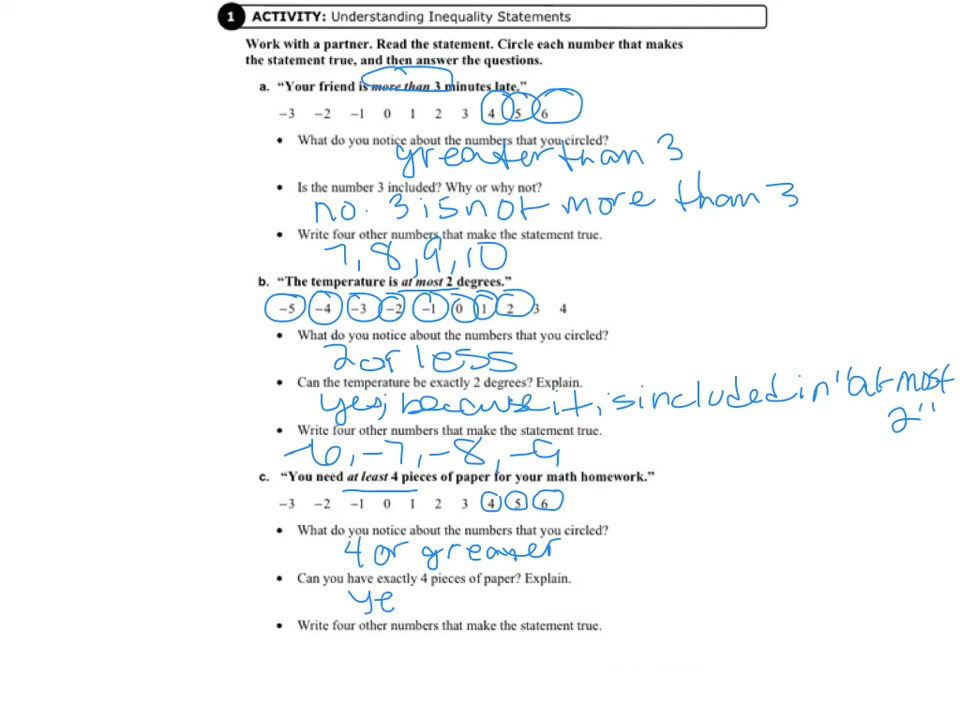 1 ACTIVITY: Understanding Inequality Statements
Work with a partner. Read the statement. Circle each number that makes
the statement true, and then answer the questions.
a. “Your friend is more than 3 minutes late.”
−3 −2 −1 0 1 2 3 4 5 6
• What do you notice about the numbers that you circled?
greater than 3
• Is the number 3 included? Why or why not?
no. 3 is not more than 3
• Write four other numbers that make the statement true.
7, 8, 9, 10
b. “The temperature is at most 2 degrees.”
−5 −4 −3 −2 −1 0 1 2 3 4
• What do you notice about the numbers that you circled?
2 or less
• Can the temperature be exactly 2 degrees? Explain.
yes; because it is included in "at most
2"
• Write four other numbers that make the statement true.
-6, -7, -8, -9
c. “You need at least 4 pieces of paper for your math homework.”
−3 −2 −1 0 1 2 3 4 5 6
• What do you notice about the numbers that you circled?
4 or greater
• Can you have exactly 4 pieces of paper? Explain.
ye
• Write four other numbers that make the statement true.